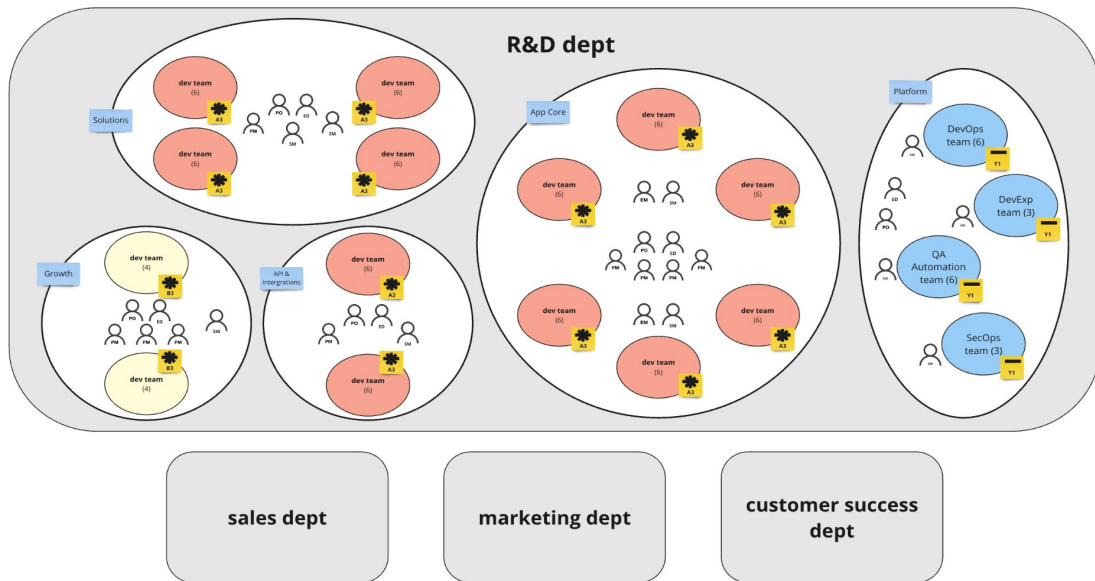 R&D dept
Solutions
dev team
(6)
A3
dev team
(6)
A3
dev team
(6)
A3
dev team
(6)
A3
PM
PO
ED
SM
SM
Growth
dev team
(4)
B3
PO
ED
PM
PM
PM
SM
dev team
(4)
B3
API &
Intergrations
dev team
(6)
A3
PM
PO
ED
SM
dev team
(6)
A3
App Core
dev team
(6)
A3
dev team
(6)
A3
dev team
(6)
A3
EM
SM
PO
ED
PM
PM
PM
PM
EM
SM
dev team
(6)
A3
dev team
(6)
A3
dev team
(6)
A3
Platform
DevOps
team (6)
Y1
ED
PO
DevExp
team (3)
Y1
QA
Automation
team (6)
Y1
SecOps
team (3)
Y1
sales dept
marketing dept
customer success
dept